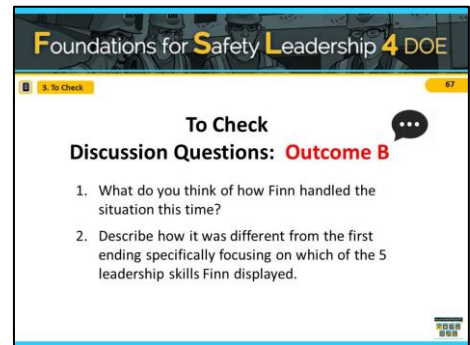 Foundations for Safety Leadership 4 DOE
3. To Check
67
To Check
Discussion Questions: Outcome B
1. What do you think of how Finn handled the
situation this time?
2. Describe how it was different from the first
ending specifically focusing on which of the 5
leadership skills Finn displayed.